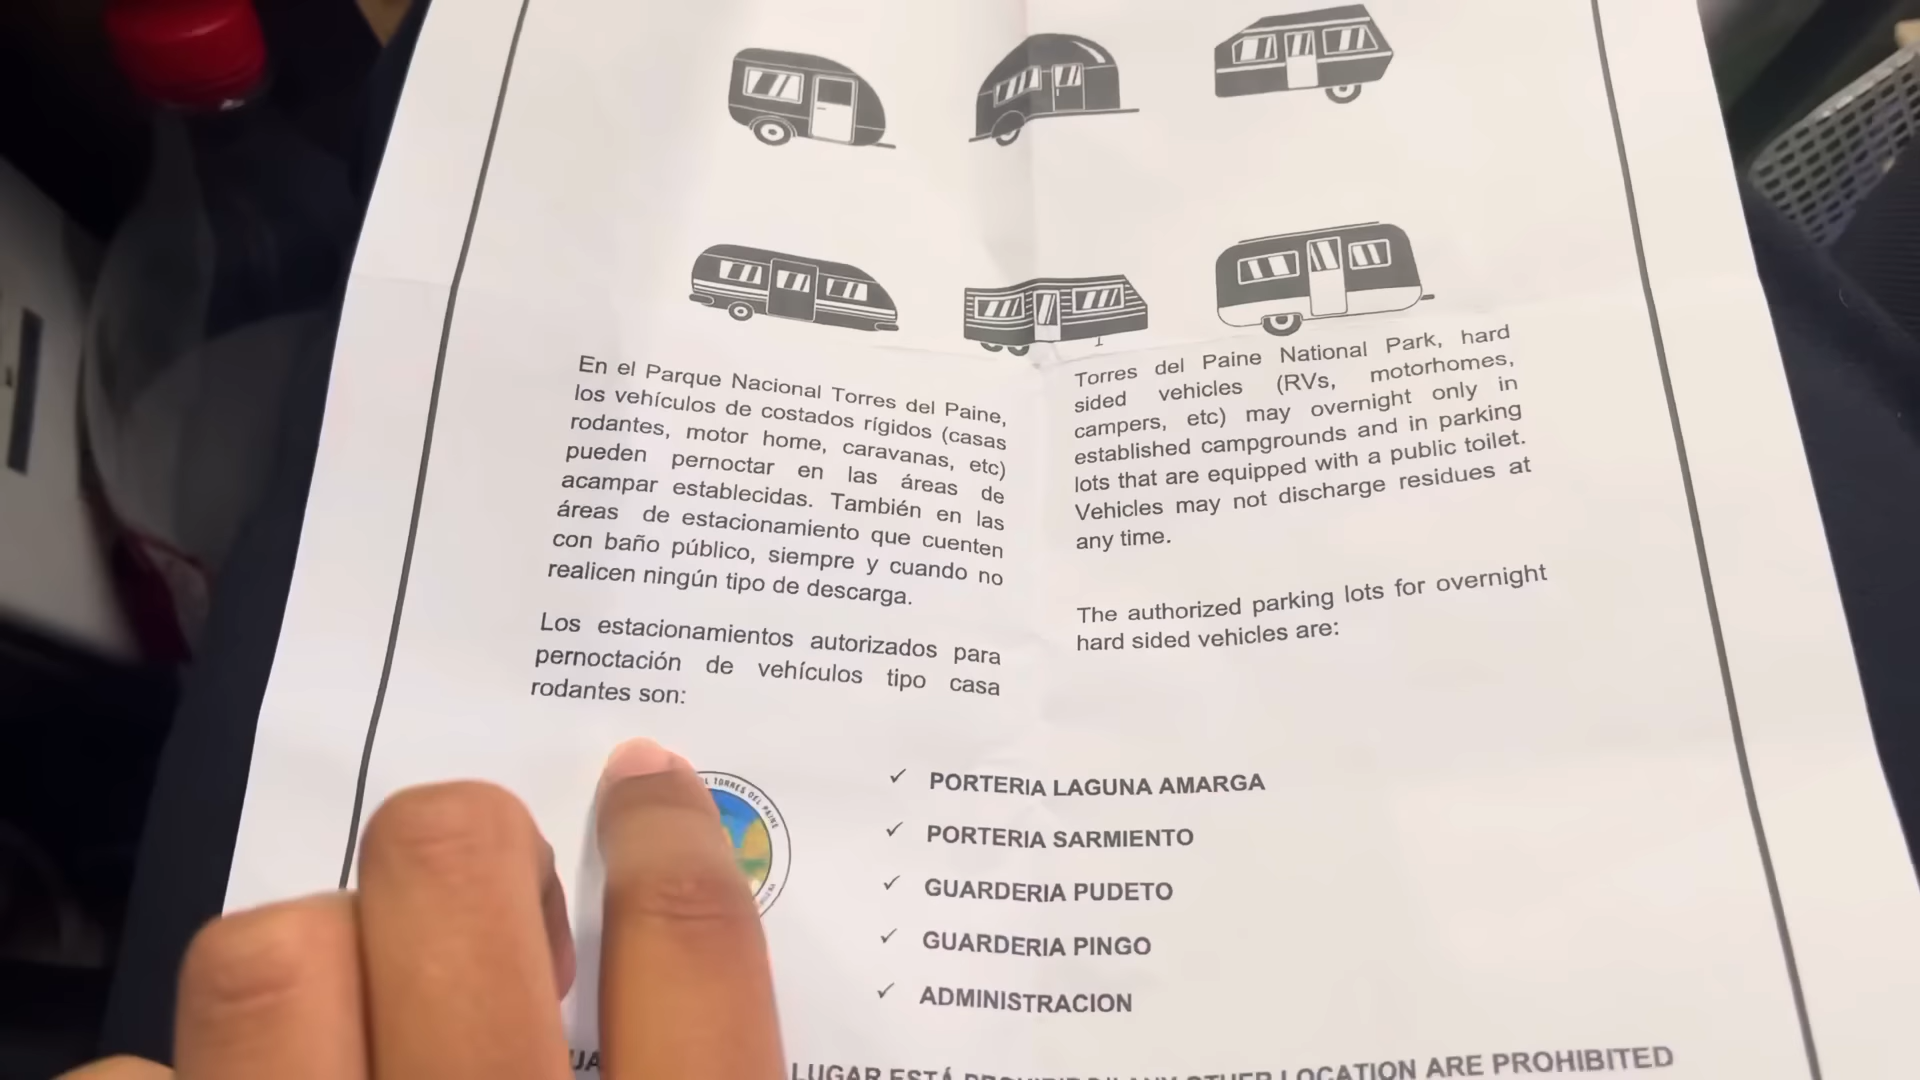 En el Parque Nacional Torres del Paine,
los vehículos de costados rígidos (casas
rodantes, motor home, caravanas, etc)
pueden pernoctar en las áreas de
acampar establecidas. También en las
áreas de estacionamiento que cuenten
con baño público, siempre y cuando no
realicen ningún tipo de descarga.
Los estacionamientos autorizados para
pernoctación de vehículos tipo casa
rodantes son:
Torres del Paine National Park, hard
sided vehicles (RVs, motorhomes,
campers, etc) may overnight only in
established campgrounds and in parking
lots that are equipped with a public toilet.
Vehicles may not discharge residues at
any time.
The authorized parking lots for overnight
hard sided vehicles are:
TORRES DEL PAINE
✓ PORTERIA LAGUNA AMARGA
✓ PORTERIA SARMIENTO
✓ GUARDERIA PUDETO
✓ GUARDERIA PINGO
✓ ADMINISTRACION
LUGAR ESTÁ PROHIBIDO// ANY OTHER LOCATION ARE PROHIBITED